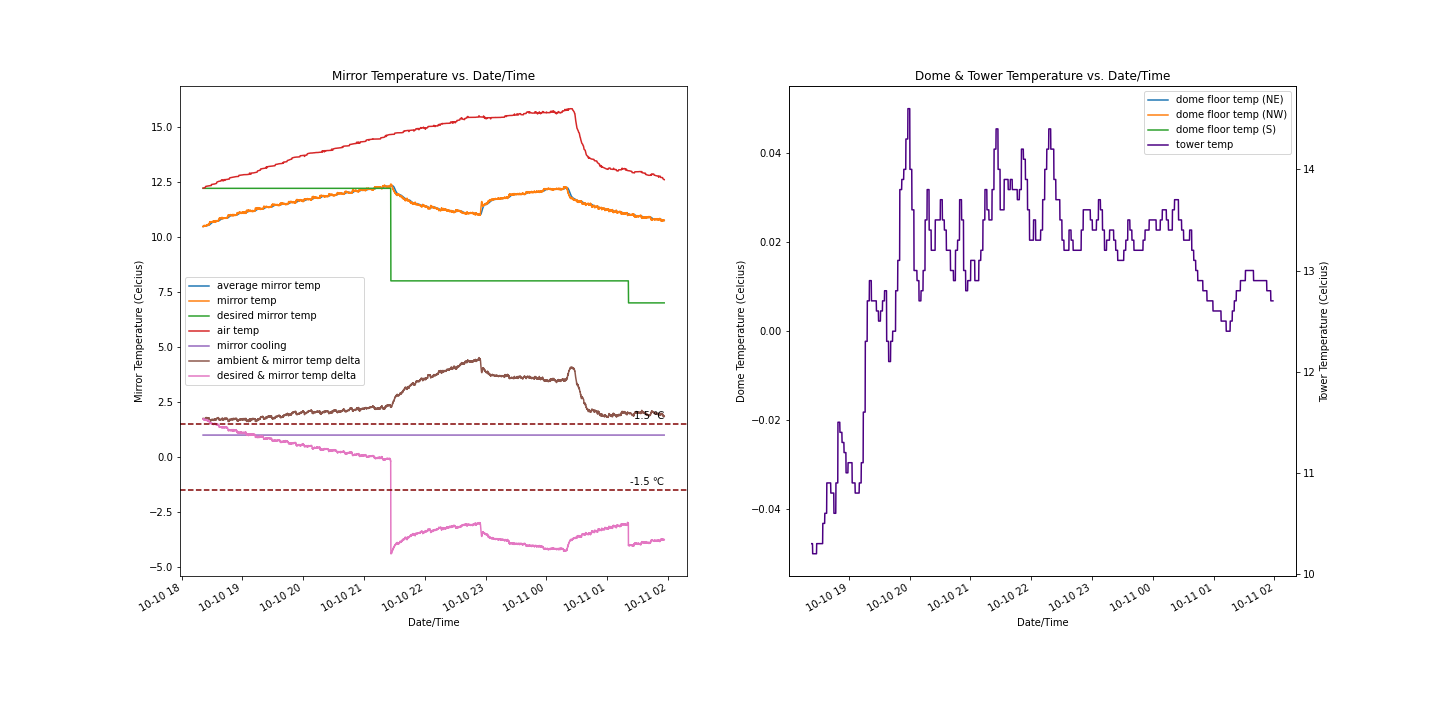 Mirror Temperature vs. Date/Time
Mirror Temperature (Celcius)
15.0
12.5
10.0
7.5
5.0
2.5
0.0
−2.5
−5.0
average mirror temp
mirror temp
desired mirror temp
air temp
mirror cooling
ambient & mirror temp delta
desired & mirror temp delta
1.5 °C
-1.5 °C
10-10 18
10-10 19
10-10 20
10-10 21
10-10 22
10-10 23
10-11 00
10-11 01
10-11 02
Date/Time
Dome & Tower Temperature vs. Date/Time
Dome Temperature (Celcius)
0.04
0.02
0.00
−0.02
−0.04
dome floor temp (NE)
dome floor temp (NW)
dome floor temp (S)
tower temp
14
13
12
11
10
Tower Temperature (Celcius)
10-10 19
10-10 20
10-10 21
10-10 22
10-10 23
10-11 00
10-11 01
10-11 02
Date/Time